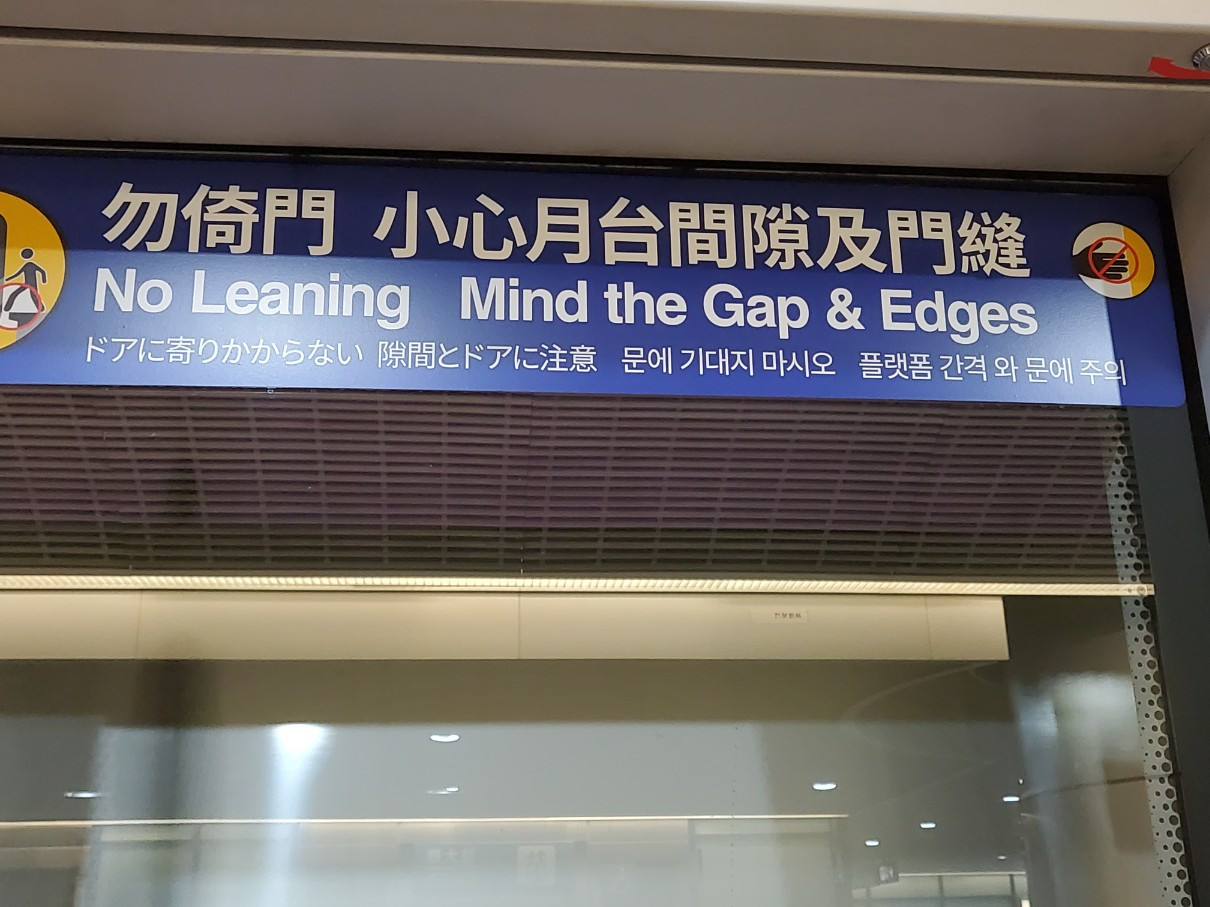 勿倚門 小心月台間隙及門縫
No Leaning Mind the Gap & Edges
ドアに寄りかからない 隙間とドアに注意 문에 기대지 마시오 플랫폼 간격 와 문에 주의